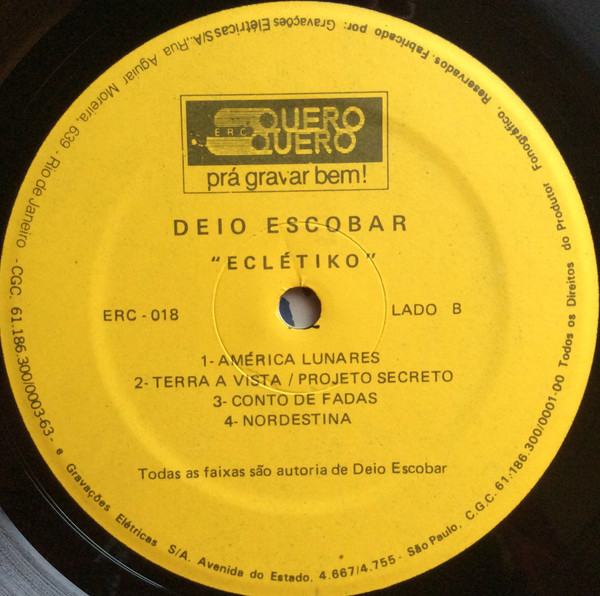 QUERO
ERC QUERO
prá gravar bem!
DEIO ESCOBAR
"ECLÉTIKO"
ERC - 018
LADO B
1- AMÉRICA LUNARES
2- TERRA A VISTA / PROJETO SECRETO
3- CONTO DE FADAS
4- NORDESTINA
Todas as faixas são autoria de Deio Escobar
Todos os Direitos do Produtor Fonográfico, Reservados. Fabricado por: Gravações Elétricas S/A., Rua Aguiar Moreira, 639 - Rio de Janeiro - CGC. 61.186.300/0003-63 - e Gravações Elétricas S/A. Avenida do Estado, 4.667/4.755 - São Paulo, C.G.C. 61.186.300/0001-00